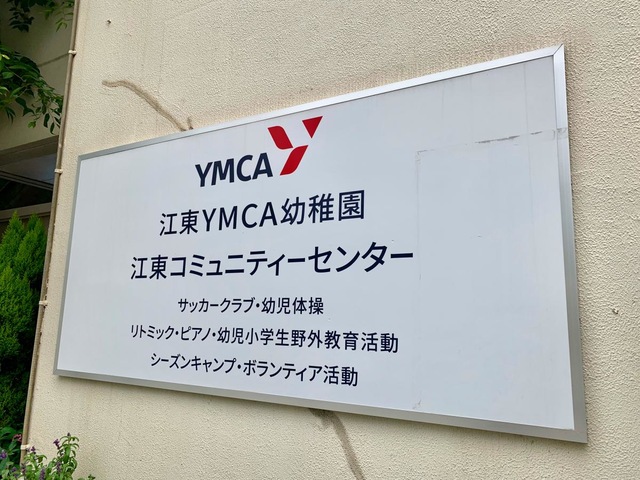 YMCA
江東YMCA幼稚園
江東コミュニティーセンター
サッカークラブ・幼児体操
リトミック・ピアノ・幼児小学生野外教育活動
シーズンキャンプ・ボランティア活動